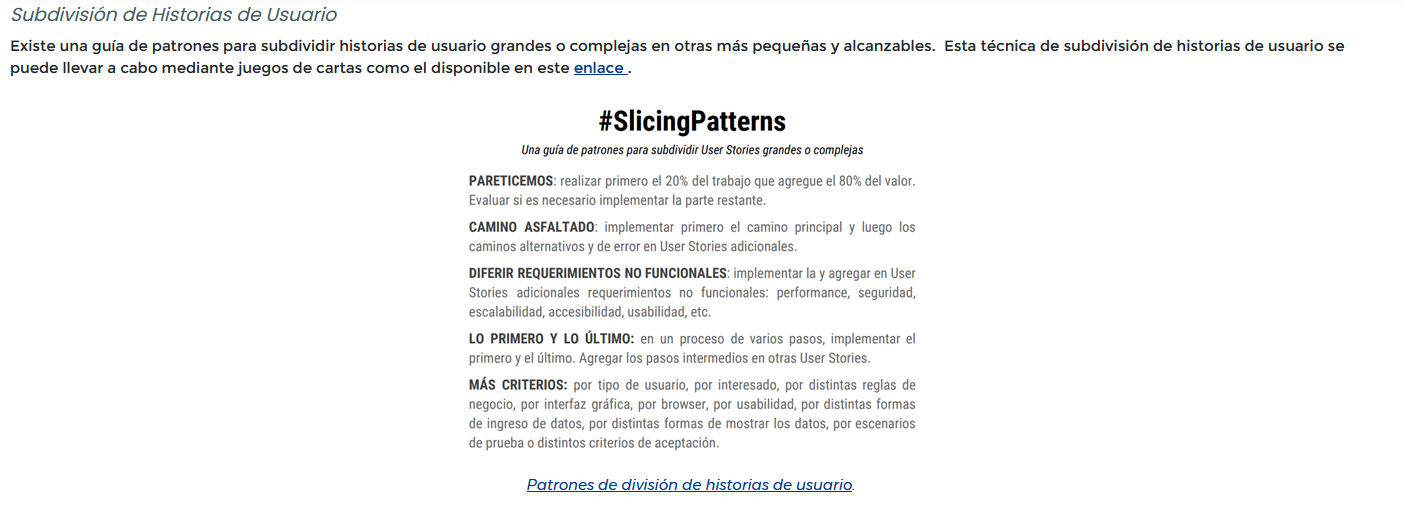 Subdivisión de Historias de Usuario
Existe una guía de patrones para subdividir historias de usuario grandes o complejas en otras más pequeñas y alcanzables.  Esta técnica de subdivisión de historias de usuario se
puede llevar a cabo mediante juegos de cartas como el disponible en este enlace .
#SlicingPatterns
Una guía de patrones para subdividir User Stories grandes o complejas
PARETICEMOS: realizar primero el 20% del trabajo que agregue el 80% del valor.
Evaluar si es necesario implementar la parte restante.
CAMINO ASFALTADO: implementar primero el camino principal y luego los
caminos alternativos y de error en User Stories adicionales.
DIFERIR REQUERIMIENTOS NO FUNCIONALES: implementar la y agregar en User
Stories adicionales requerimientos no funcionales: performance, seguridad,
escalabilidad, accesibilidad, usabilidad, etc.
LO PRIMERO Y LO ÚLTIMO: en un proceso de varios pasos, implementar el
primero y el último. Agregar los pasos intermedios en otras User Stories.
MÁS CRITERIOS: por tipo de usuario, por interesado, por distintas reglas de
negocio, por interfaz gráfica, por browser, por usabilidad, por distintas formas
de ingreso de datos, por distintas formas de mostrar los datos, por escenarios
de prueba o distintos criterios de aceptación.
Patrones de división de historias de usuario.